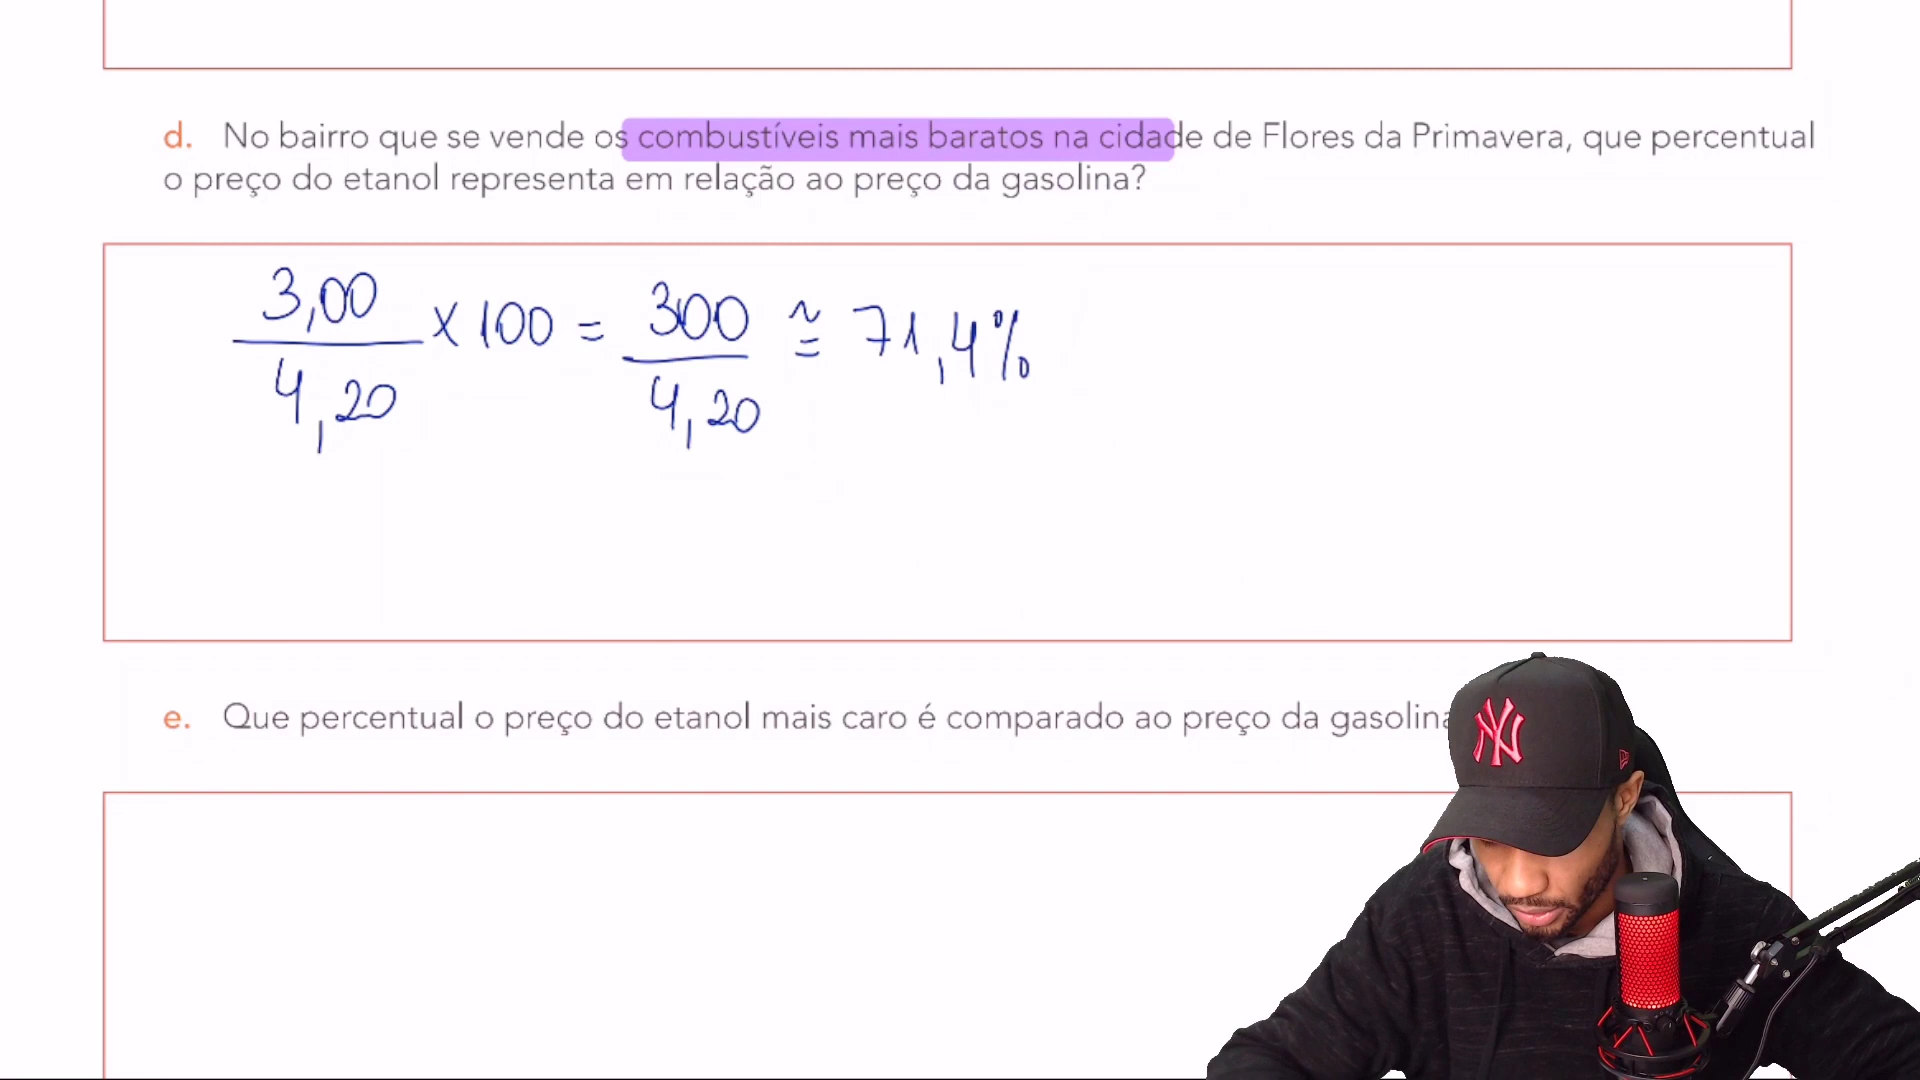 d. No bairro que se vende os combustíveis mais baratos na cidade de Flores da Primavera, que percentual
o preço do etanol representa em relação ao preço da gasolina?
3,00 / 4,20 x 100 = 300 / 4,20 ≅ 71,4%
e. Que percentual o preço do etanol mais caro é comparado ao preço da
NY